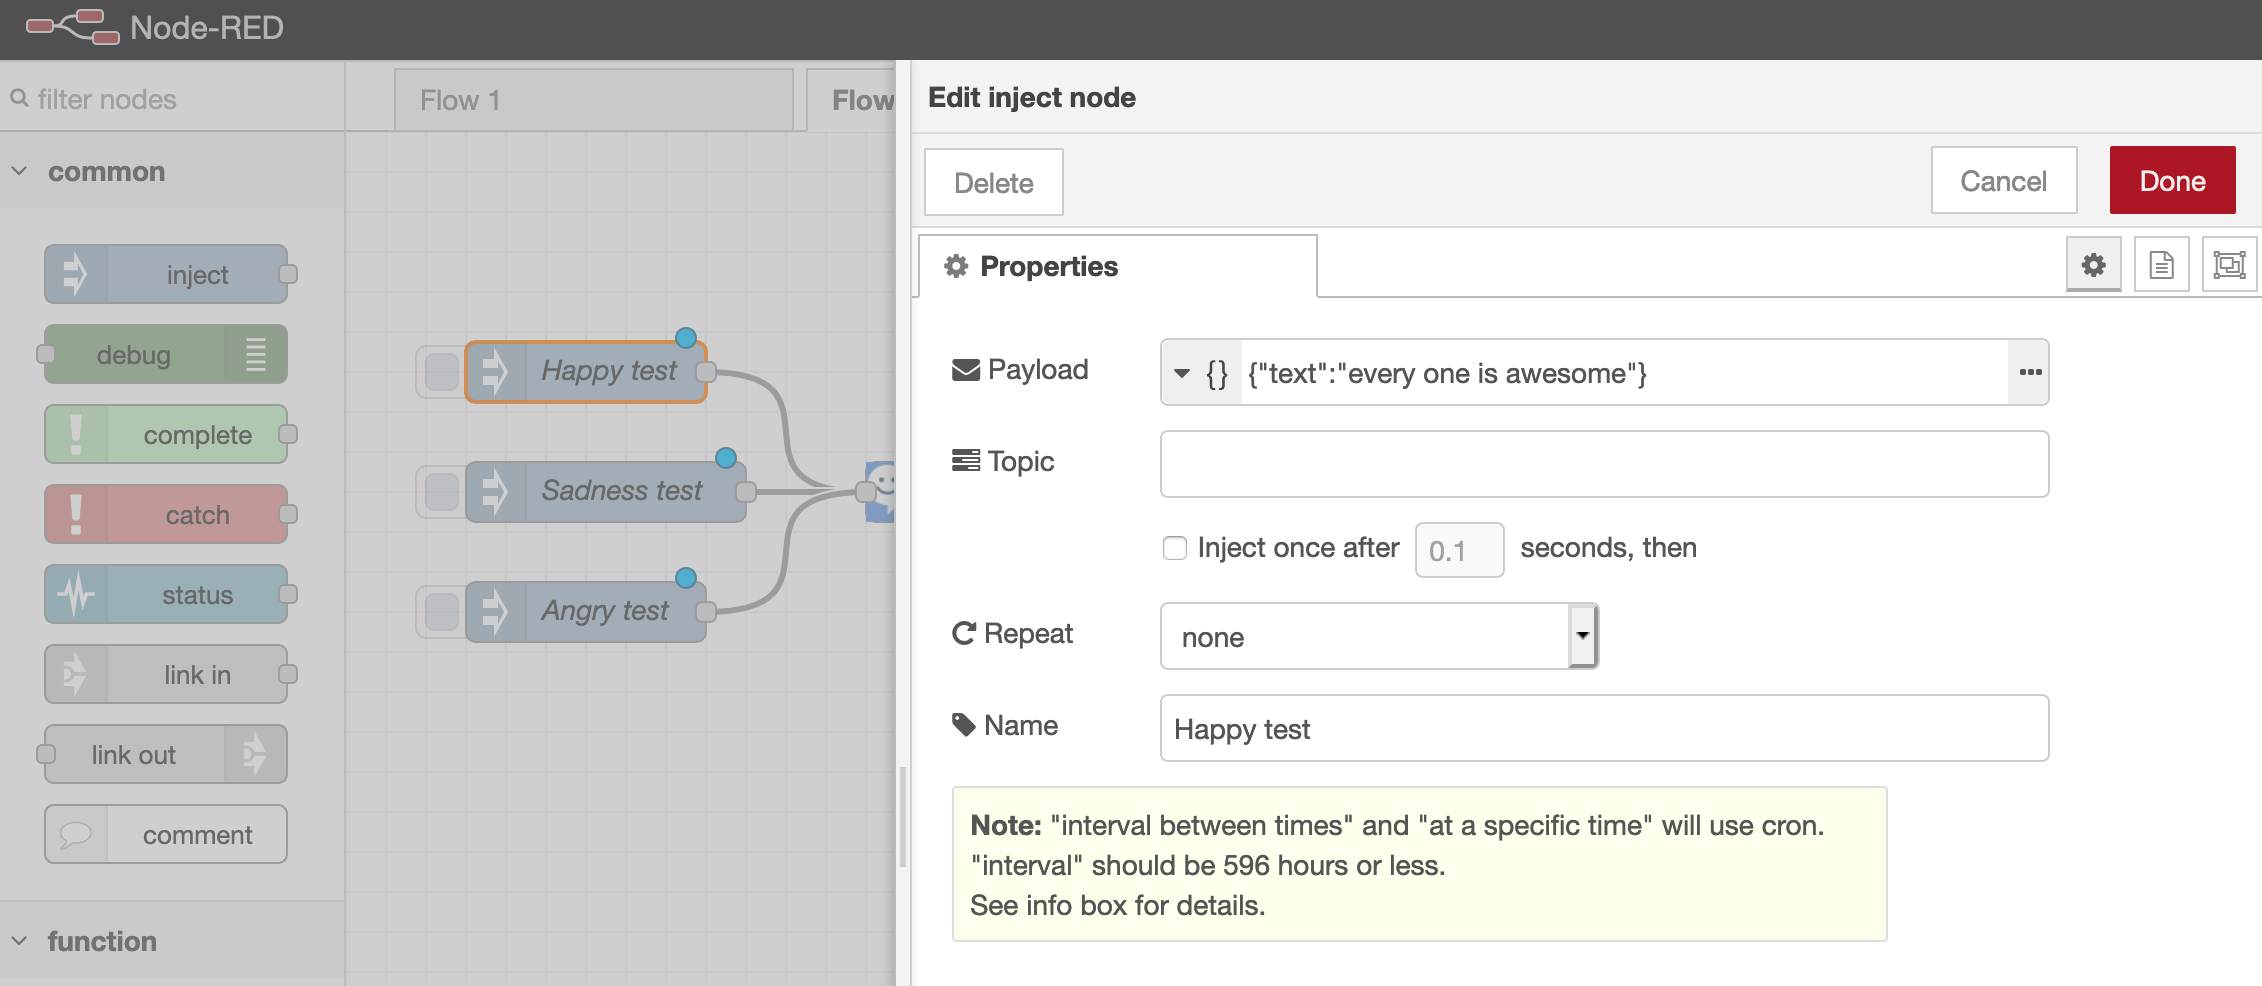 Node-RED
filter nodes
common
inject
debug
complete
catch
status
link in
link out
comment
function
Flow 1
Flow
Happy test
Sadness test
Angry test
Edit inject node
Delete
Cancel
Done
Properties
Payload
{} {"text":"every one is awesome"}
Topic
Inject once after 0.1 seconds, then
Repeat
none
Name
Happy test
Note: "interval between times" and "at a specific time" will use cron.
"interval" should be 596 hours or less.
See info box for details.